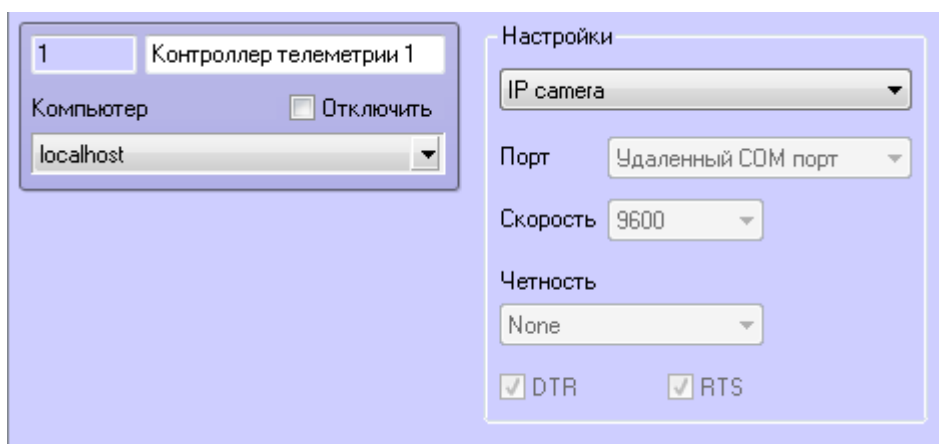 1
Контроллер телеметрии 1
Компьютер
Отключить
localhost
Настройки
IP camera
Порт
Удаленный COM порт
Скорость
9600
Четность
None
DTR
RTS